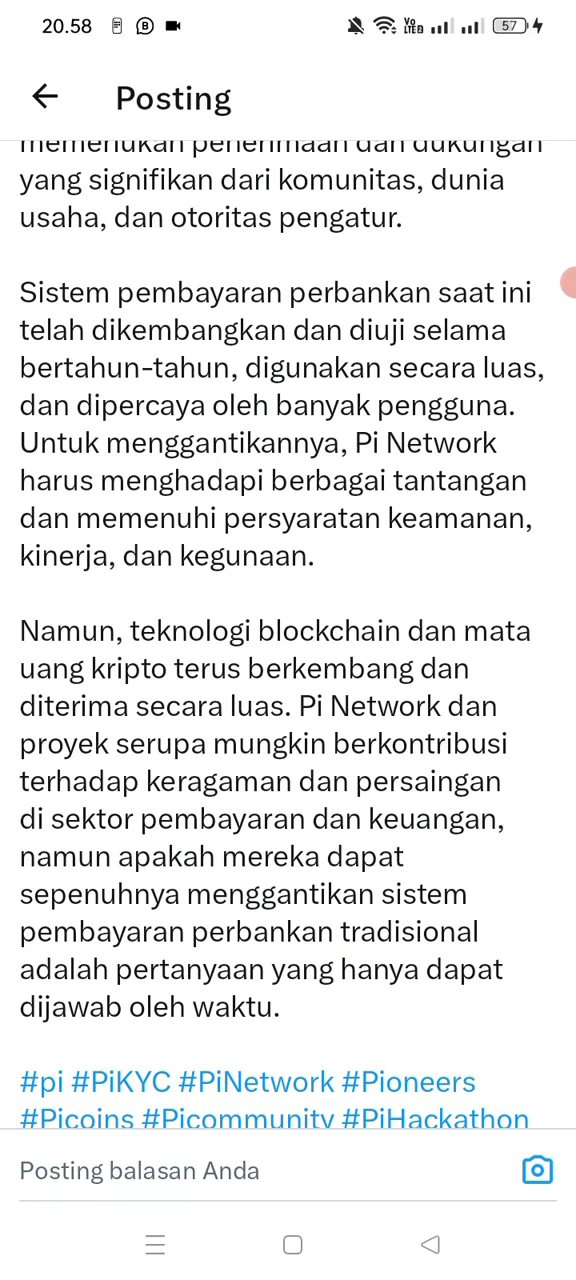 20.58
57
Posting
memerlukan penerimaan dan dukungan
yang signifikan dari komunitas, dunia
usaha, dan otoritas pengatur.
Sistem pembayaran perbankan saat ini
telah dikembangkan dan diuji selama
bertahun-tahun, digunakan secara luas,
dan dipercaya oleh banyak pengguna.
Untuk menggantikannya, Pi Network
harus menghadapi berbagai tantangan
dan memenuhi persyaratan keamanan,
kinerja, dan kegunaan.
Namun, teknologi blockchain dan mata
uang kripto terus berkembang dan
diterima secara luas. Pi Network dan
proyek serupa mungkin berkontribusi
terhadap keragaman dan persaingan
di sektor pembayaran dan keuangan,
namun apakah mereka dapat
sepenuhnya menggantikan sistem
pembayaran perbankan tradisional
adalah pertanyaan yang hanya dapat
dijawab oleh waktu.
#pi #PiKYC #PiNetwork #Pioneers
#Picoins #Picommunity #PiHackathon
Posting balasan Anda